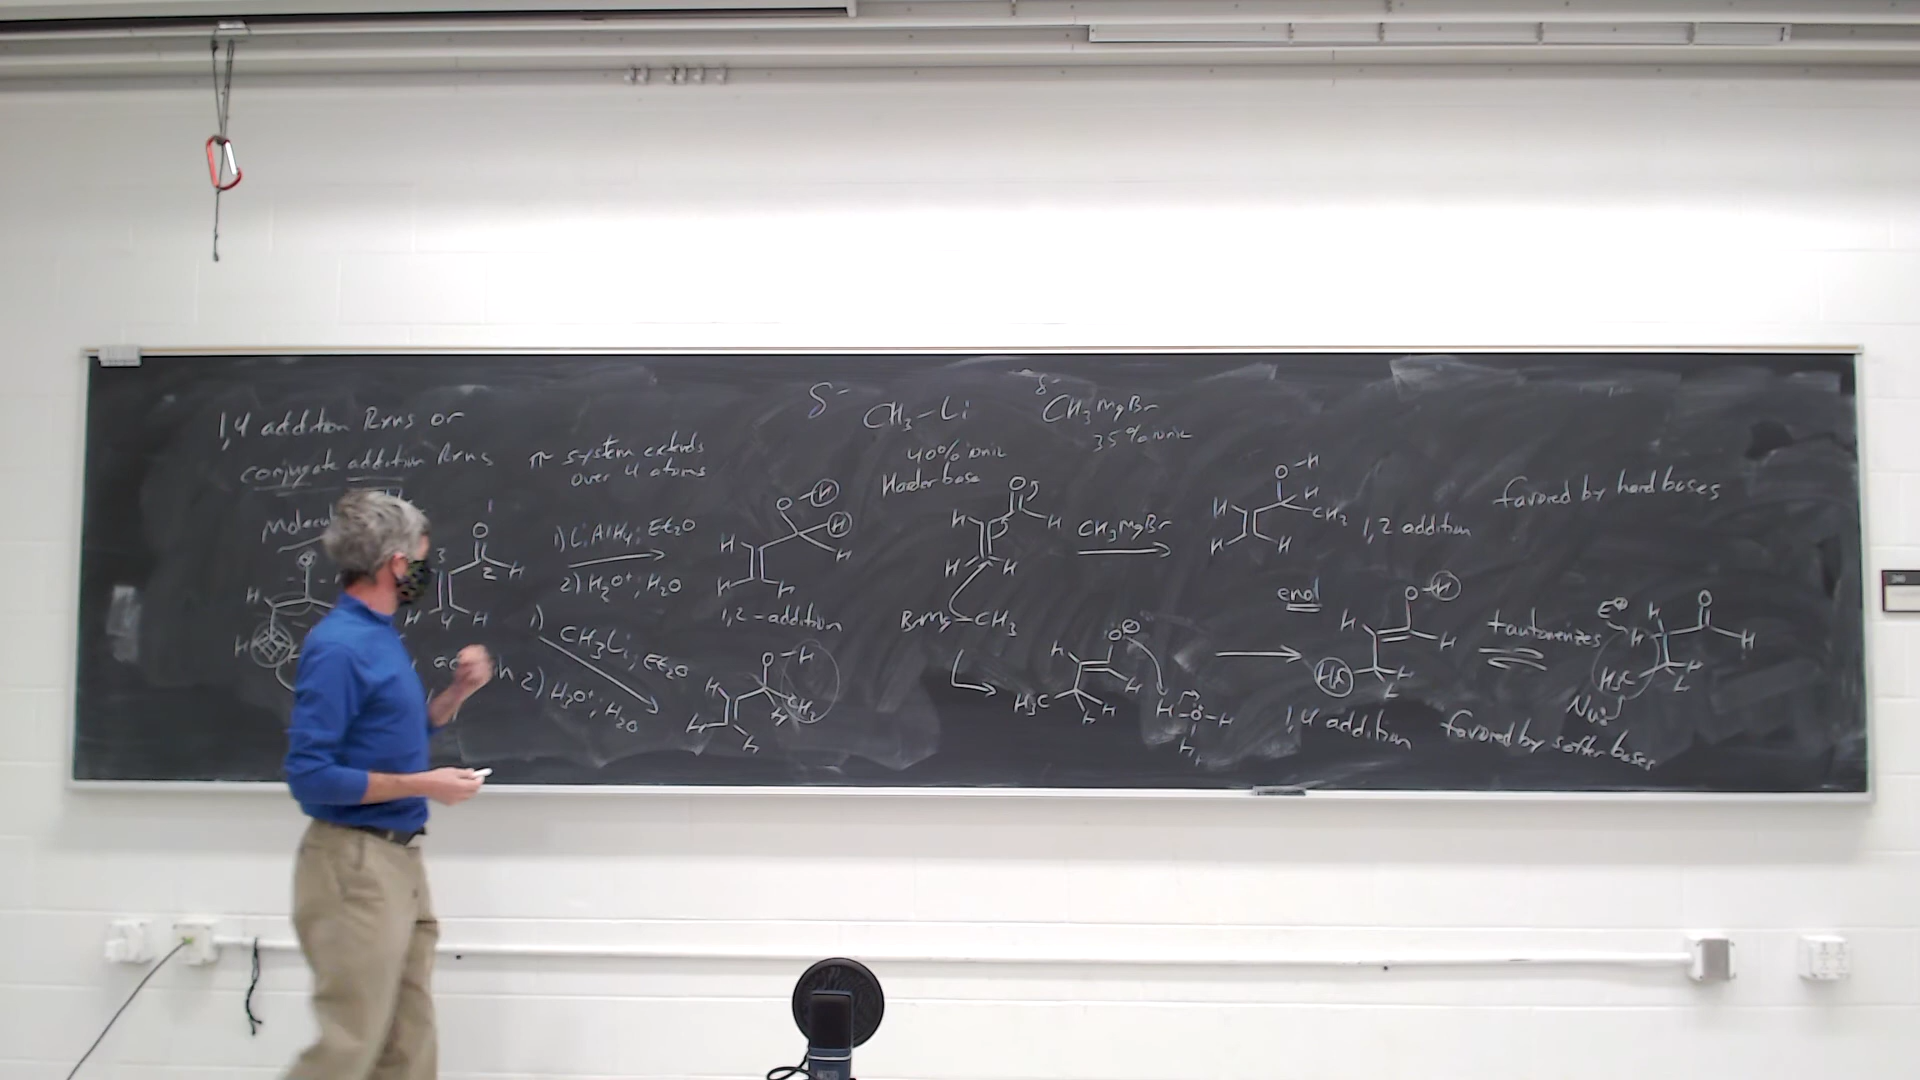 1,4 addition Rxns or
conjugate addition Rxns
π system extends
over 4 atoms
1) LiAlH4; Et2O
2) H3O+; H2O
1,2-addition
1) CH3Li; Et2O
2) H3O+; H2O
δ-
CH3-Li
40% ionic
Harder base
δ-
CH3MgBr
35% ionic
CH3MgBr
BrMg-CH3
H3C
O-H
CH3
1,2 addition
favored by hard bases
enol
tautomerizes
1,4 addition
favored by softer bases
E⊕
H3C
Nu: